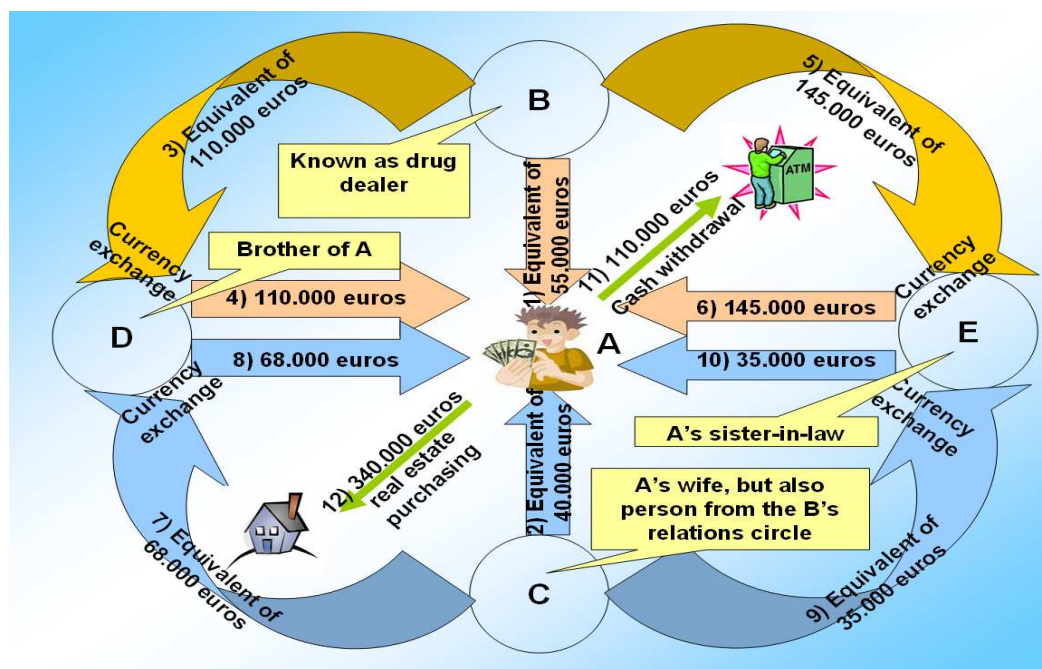 B
3) Equivalent of
110.000 euros
5) Equivalent of
145.000 euros
Known as drug
dealer
ATM
1) Equivalent of
55.000 euros
11) 110.000 euros
Cash withdrawal
Brother of A
Currency
exchange
Currency
exchange
4) 110.000 euros
6) 145.000 euros
D
A
E
8) 68.000 euros
10) 35.000 euros
Currency
exchange
Currency
exchange
A's sister-in-law
12) 340.000 euros
real estate
purchasing
2) Equivalent of
40.000 euros
A's wife, but also
person from the B's
relations circle
7) Equivalent of
68.000 euros
C
9) Equivalent of
35.000 euros